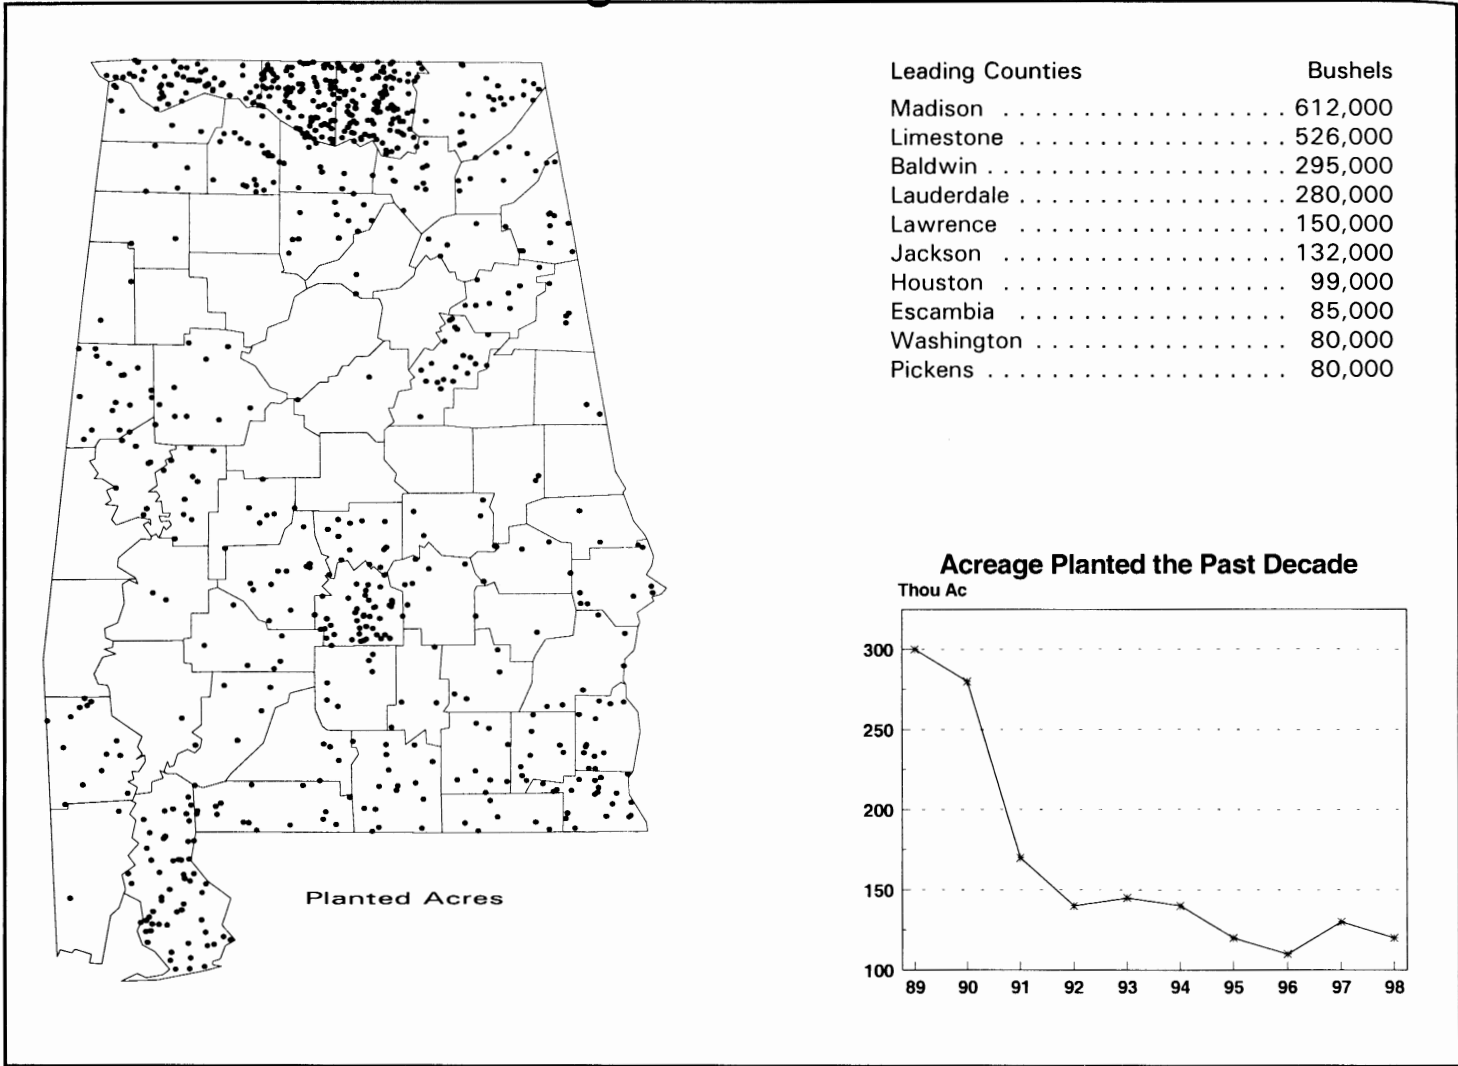 Leading Counties Bushels
Madison . . . . . . . . . . . . . . . . . . 612,000
Limestone . . . . . . . . . . . . . . . . . 526,000
Baldwin . . . . . . . . . . . . . . . . . . . 295,000
Lauderdale . . . . . . . . . . . . . . . . . 280,000
Lawrence . . . . . . . . . . . . . . . . . 150,000
Jackson . . . . . . . . . . . . . . . . . . 132,000
Houston . . . . . . . . . . . . . . . . . . 99,000
Escambia . . . . . . . . . . . . . . . . . 85,000
Washington . . . . . . . . . . . . . . . . 80,000
Pickens . . . . . . . . . . . . . . . . . . . 80,000
Planted Acres
Acreage Planted the Past Decade
Thou Ac
300
250
200
150
100
89 90 91 92 93 94 95 96 97 98